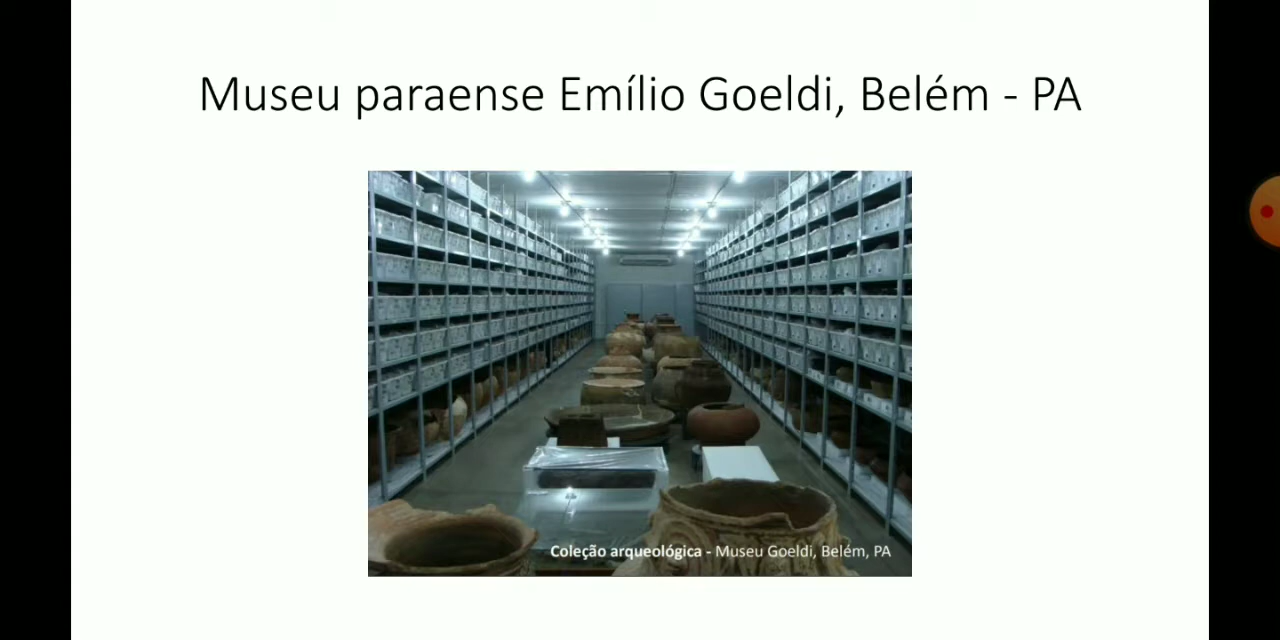 Museu paraense Emílio Goeldi, Belém - PA
Coleção arqueológica - Museu Goeldi, Belém, PA